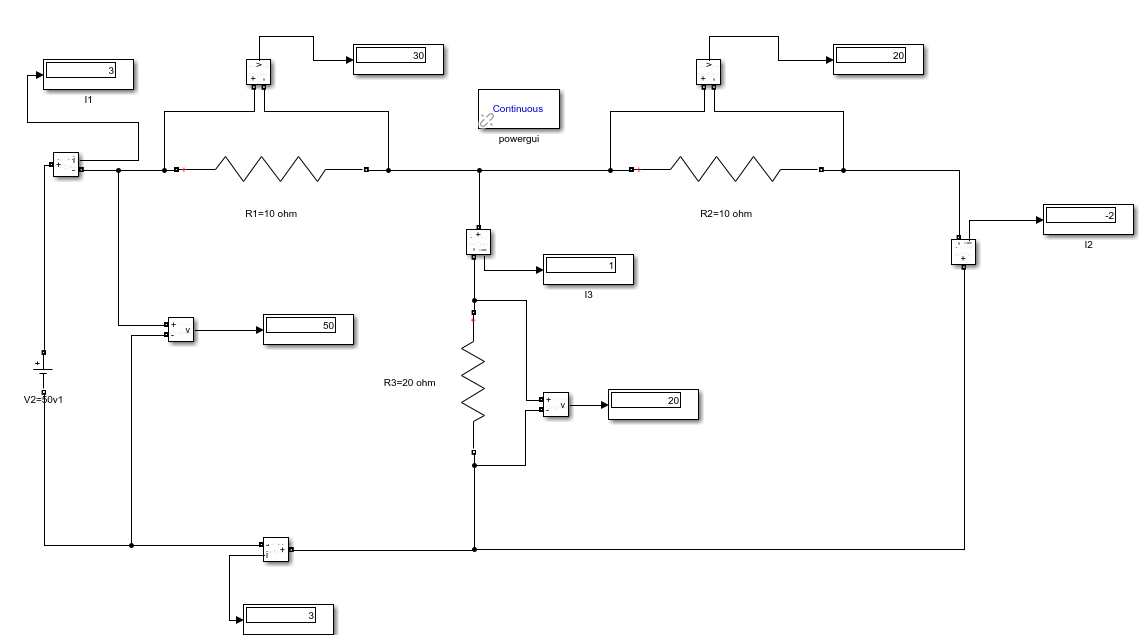 30
20
3
I1
Continuous
powergui
+
-
i
+
-
R1=10 ohm
R2=10 ohm
-2
I2
+
1
I3
+
50
+
-
v
+
V2=50v1
R3=20 ohm
+
-
v
20
-
i
+
3